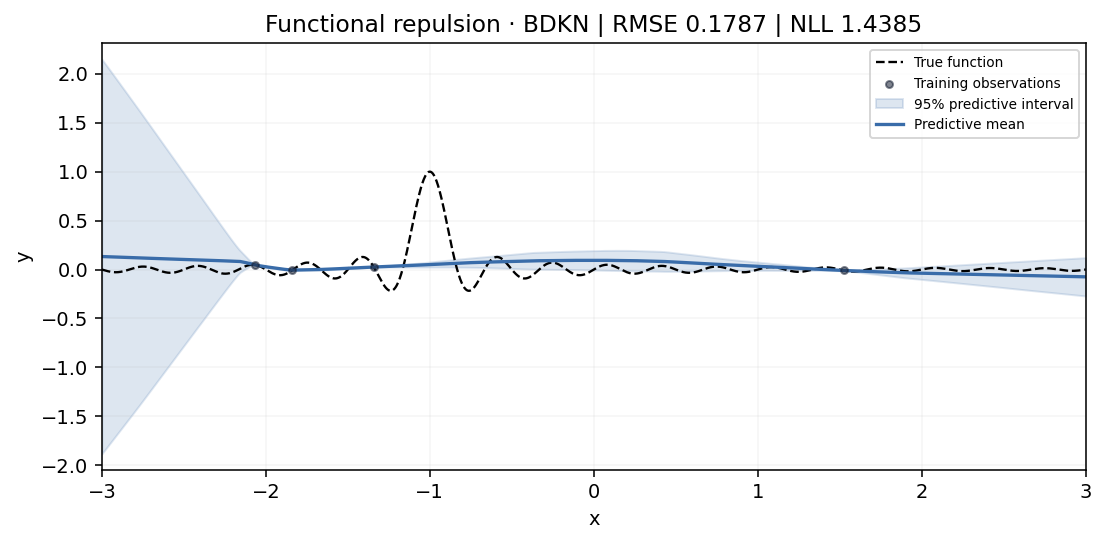 Functional repulsion · BDKN | RMSE 0.1787 | NLL 1.4385
True function
Training observations
95% predictive interval
Predictive mean
2.0
1.5
1.0
0.5
0.0
−0.5
−1.0
−1.5
−2.0
y
−3 −2 −1 0 1 2 3
x